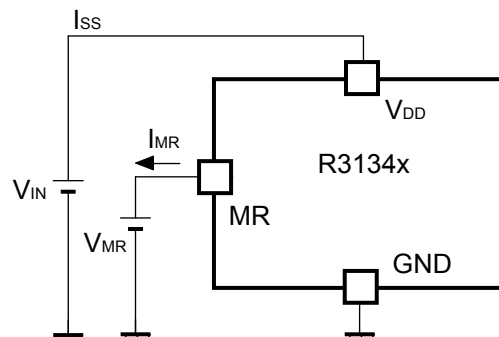 ISS
VDD
IMR
R3134x
VIN
MR
VMR
GND